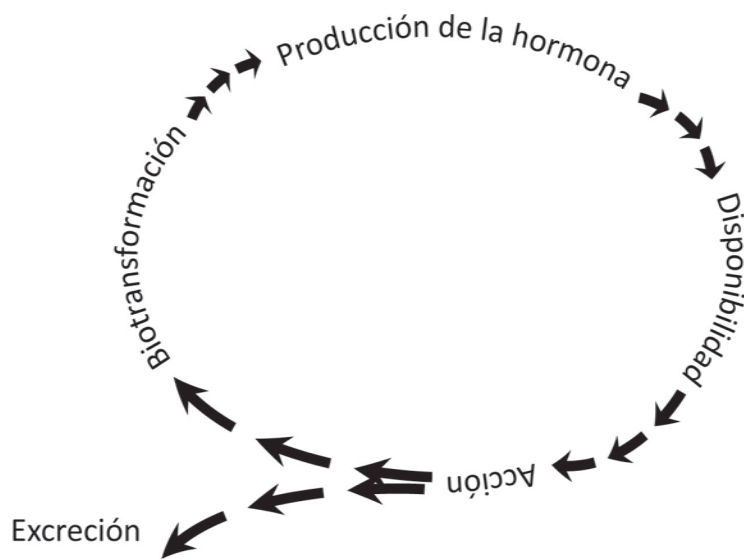 Producción de la hormona
Disponibilidad
Acción
Biotransformación
Excreción